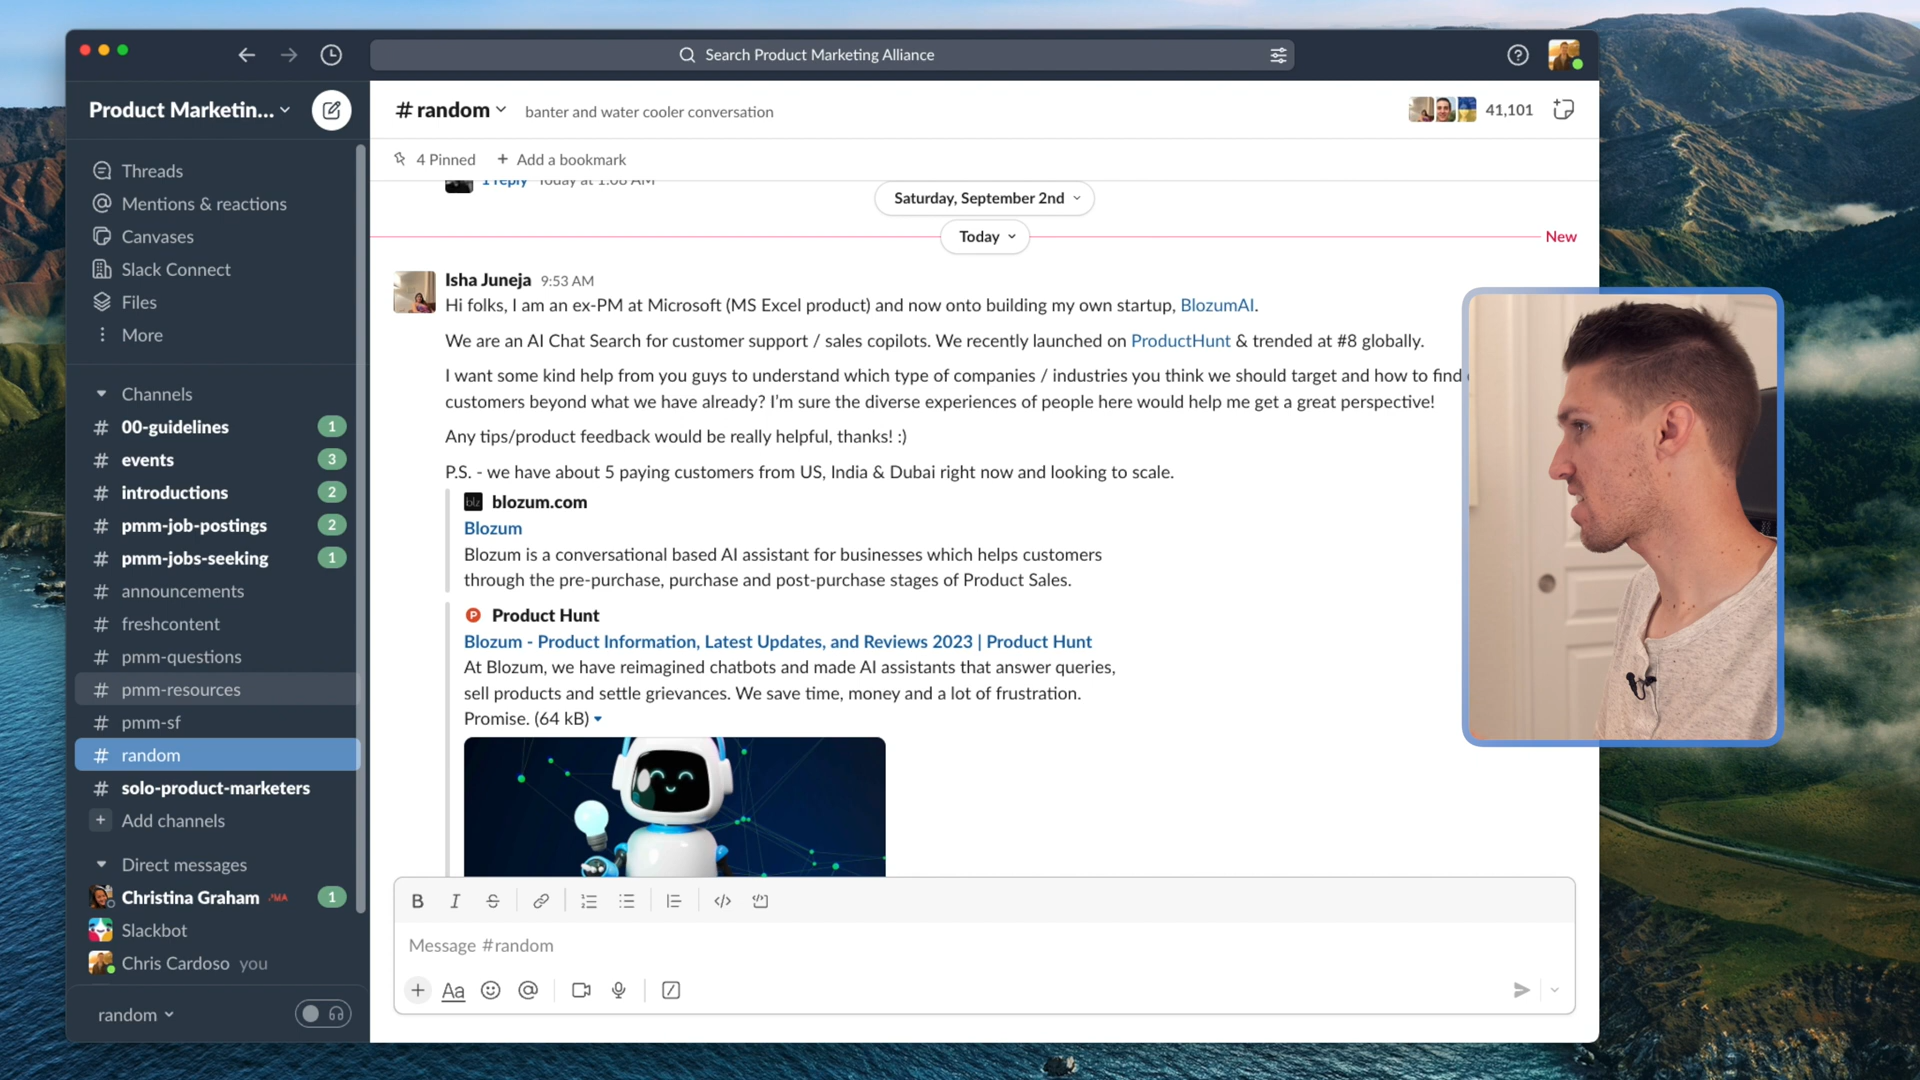 Search Product Marketing Alliance
Product Marketin...
Threads
Mentions & reactions
Canvases
Slack Connect
Files
More
Channels
# 00-guidelines 1
# events 3
# introductions 2
# pmm-job-postings 2
# pmm-jobs-seeking 1
# announcements
# freshcontent
# pmm-questions
# pmm-resources
# pmm-sf
# random
# solo-product-marketers
+ Add channels
Direct messages
Christina Graham PMA 1
Slackbot
Chris Cardoso you
random
# random banter and water cooler conversation
41,101
4 Pinned + Add a bookmark
1 reply Today at 1:08 AM
Saturday, September 2nd
Today
New
Isha Juneja 9:53 AM
Hi folks, I am an ex-PM at Microsoft (MS Excel product) and now onto building my own startup, BlozumAI.
We are an AI Chat Search for customer support / sales copilots. We recently launched on ProductHunt & trended at #8 globally.
I want some kind help from you guys to understand which type of companies / industries you think we should target and how to find
customers beyond what we have already? I'm sure the diverse experiences of people here would help me get a great perspective!
Any tips/product feedback would be really helpful, thanks! :)
P.S. - we have about 5 paying customers from US, India & Dubai right now and looking to scale.
blz blozum.com
Blozum
Blozum is a conversational based AI assistant for businesses which helps customers
through the pre-purchase, purchase and post-purchase stages of Product Sales.
P Product Hunt
Blozum - Product Information, Latest Updates, and Reviews 2023 | Product Hunt
At Blozum, we have reimagined chatbots and made AI assistants that answer queries,
sell products and settle grievances. We save time, money and a lot of frustration.
Promise. (64 kB)
B I S
Message #random
+ Aa @